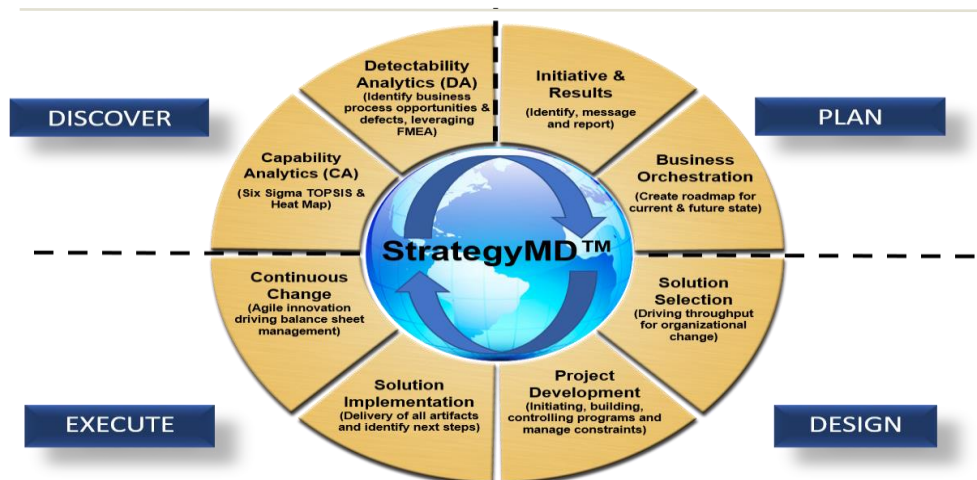 DISCOVER
Detectability
Analytics (DA)
(Identify business
process opportunities &
defects, leveraging
FMEA)
Initiative &
Results
(Identify, message
and report)
PLAN
Capability
Analytics (CA)
(Six Sigma TOPSIS &
Heat Map)
Business
Orchestration
(Create roadmap for
current & future state)
StrategyMD™
Continuous
Change
(Agile innovation
driving balance sheet
management)
Solution
Selection
(Driving throughput
for organizational
change)
EXECUTE
Solution
Implementation
(Delivery of all artifacts
and identify next steps)
Project
Development
(Initiating, building,
controlling programs and
manage constraints)
DESIGN